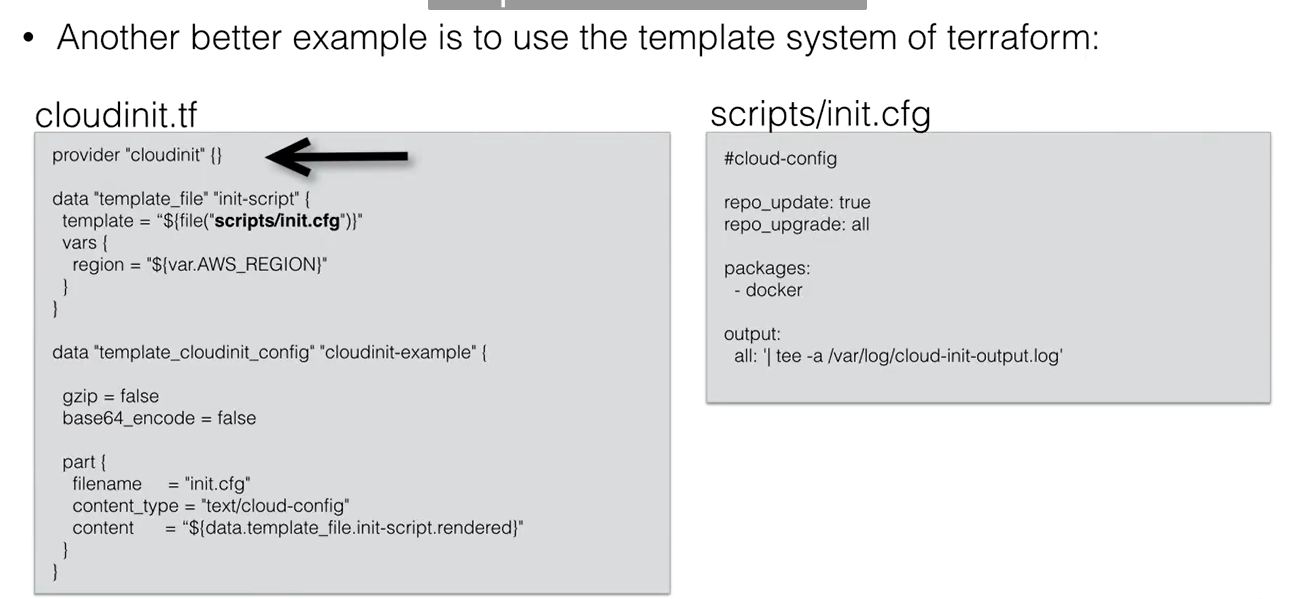 • Another better example is to use the template system of terraform:
cloudinit.tf
provider "cloudinit" {}
data "template_file" "init-script" {
  template = “${file("scripts/init.cfg")}"
  vars {
    region = "${var.AWS_REGION}"
  }
}
data "template_cloudinit_config" "cloudinit-example" {
  gzip = false
  base64_encode = false
  part {
    filename     = "init.cfg"
    content_type = "text/cloud-config"
    content      = “${data.template_file.init-script.rendered}"
  }
}
scripts/init.cfg
#cloud-config
repo_update: true
repo_upgrade: all
packages:
  - docker
output:
  all: '| tee -a /var/log/cloud-init-output.log'